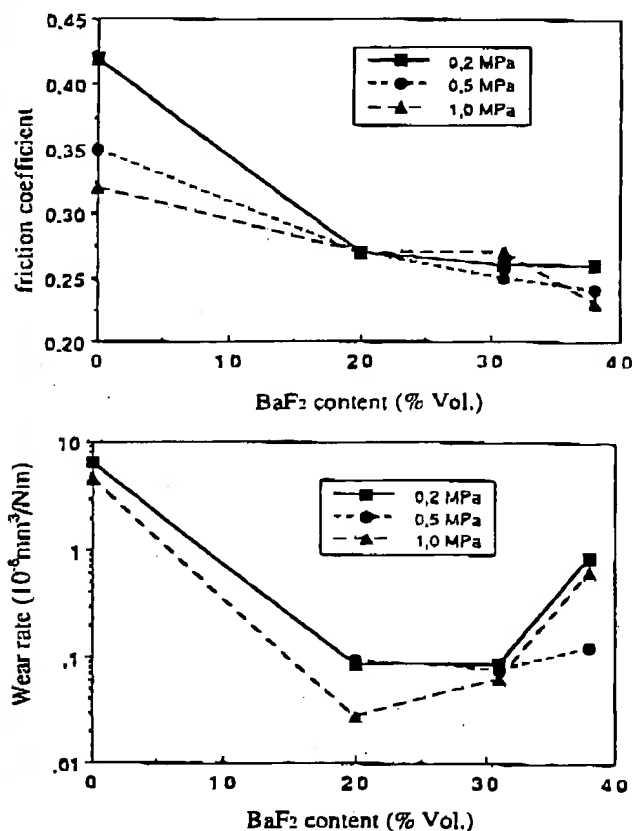 0.45
0.40
0.35
0.30
0.25
0.20
friction coefficient
0,2 MPa
0,5 MPa
1,0 MPa
0 10 20 30 40
BaF2 content (% Vol.)
10
1
.1
.01
Wear rate (10⁻⁶mm³/Nm)
0,2 MPa
0,5 MPa
1,0 MPa
0 10 20 30 40
BaF2 content (% Vol.)